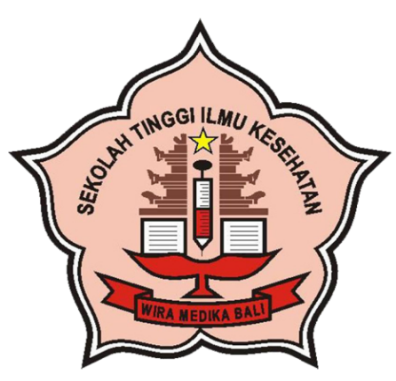 SEKOLAH TINGGI ILMU KESEHATAN
WIRA MEDIKA BALI